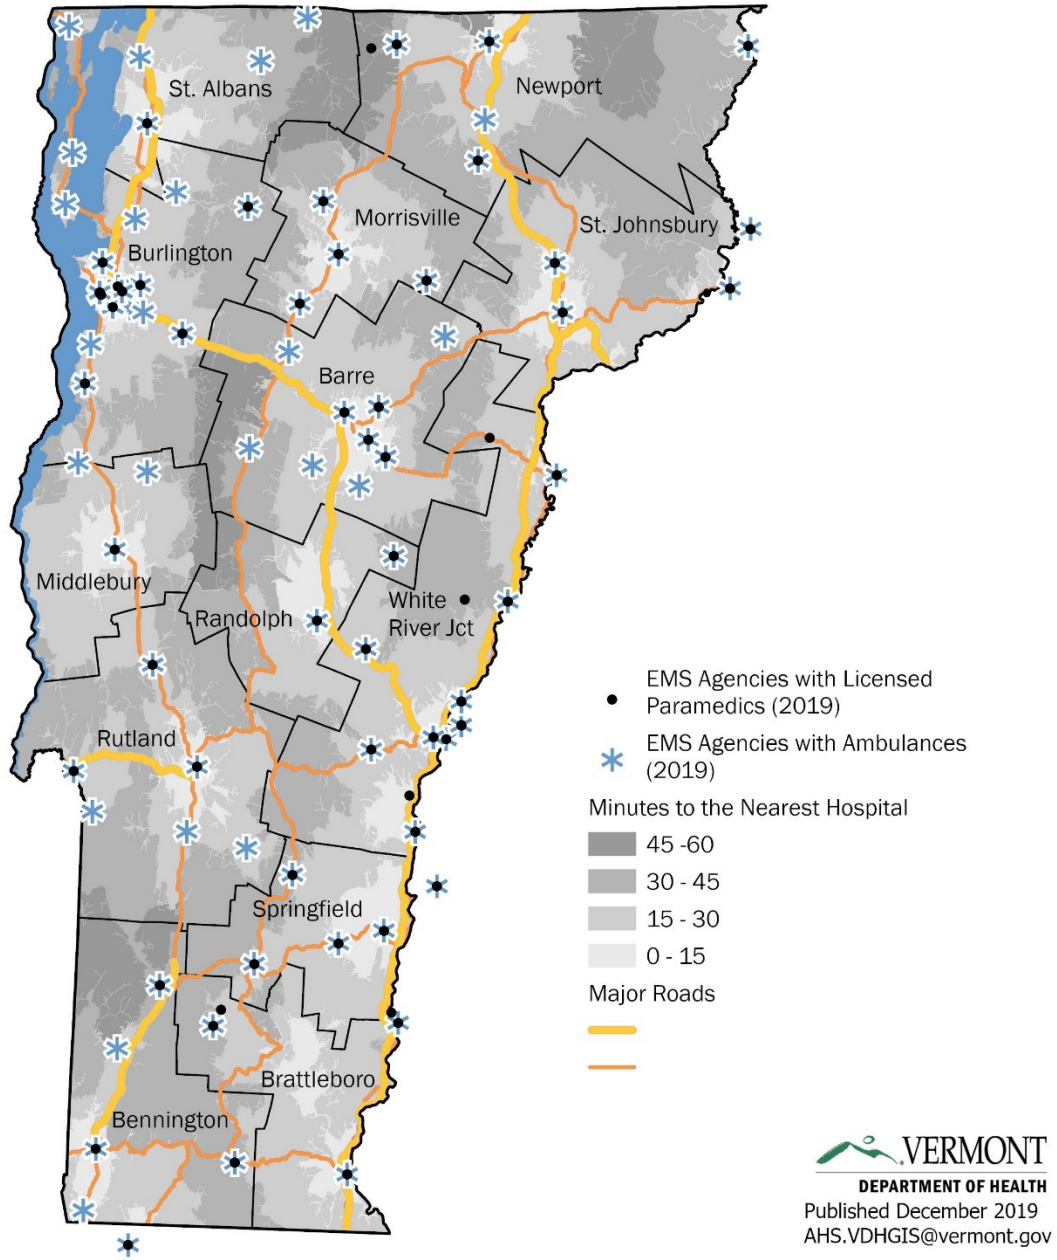 St. Albans
Newport
Morrisville
St. Johnsbury
Burlington
Barre
Middlebury
Randolph
White
River Jct
Rutland
Springfield
Brattleboro
Bennington
EMS Agencies with Licensed
Paramedics (2019)
EMS Agencies with Ambulances
(2019)
Minutes to the Nearest Hospital
45 -60
30 - 45
15 - 30
0 - 15
Major Roads
VERMONT
DEPARTMENT OF HEALTH
Published December 2019
AHS.VDHGIS@vermont.gov